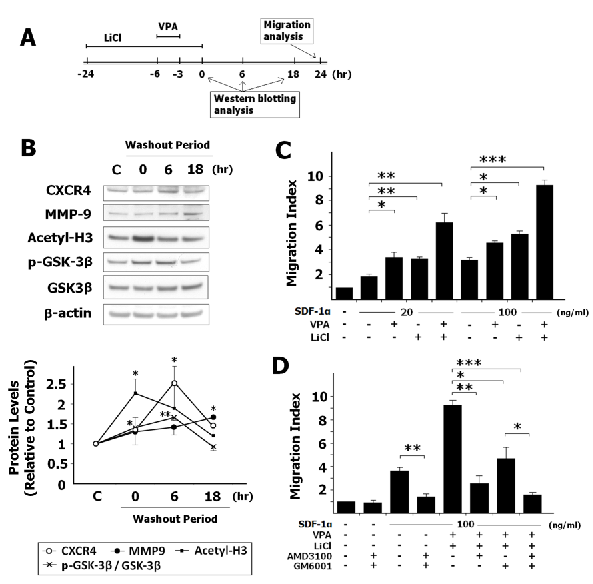 A
VPA
LiCl
Migration analysis
-24 -6 -3 0 6 18 24 (hr)
Western blotting analysis
B
Washout Period
C 0 6 18 (hr)
CXCR4
MMP-9
Acetyl-H3
p-GSK-3β
GSK3β
β-actin
Protein Levels
(Relative to Control)
2.5
2
1.5
1
0.5
0
* * * ** *
C 0 6 18 (hr)
Washout Period
CXCR4 MMP9 Acetyl-H3
p-GSK-3β/ GSK-3β
C
Migration Index
10
8
6
4
2
** ** * *** * *
SDF-1α - 20 100 (ng/ml)
VPA - - + - + - + - +
LiCl - - - + + - - + +
D
Migration Index
10
8
6
4
2
** *** * ** *
SDF-1α - - 100 (ng/ml)
VPA - - - - + + + +
LiCl - - - - + + + +
AMD3100 - + - + - + - +
GM6001 - + - + - - + +